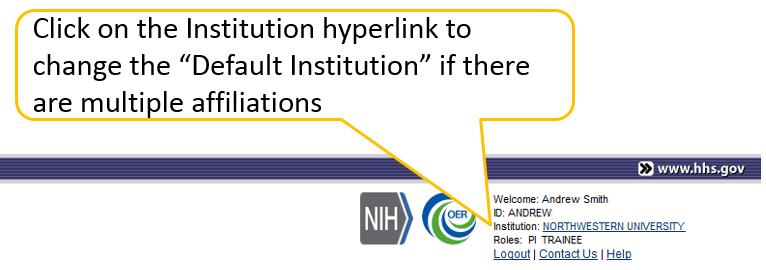 Click on the Institution hyperlink to
change the “Default Institution” if there
are multiple affiliations
www.hhs.gov
NIH
OER
Welcome: Andrew Smith
ID: ANDREW
Institution: NORTHWESTERN UNIVERSITY
Roles: PI TRAINEE
Logout | Contact Us | Help